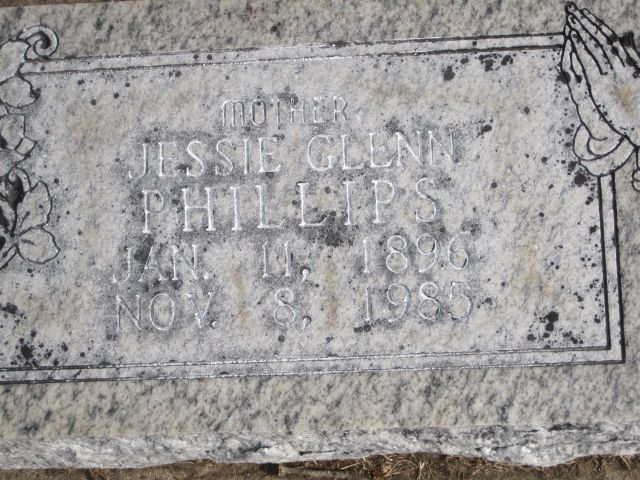 MOTHER
JESSIE GLENN
PHILLIPS
JAN. 11, 1896
NOV. 8, 1985